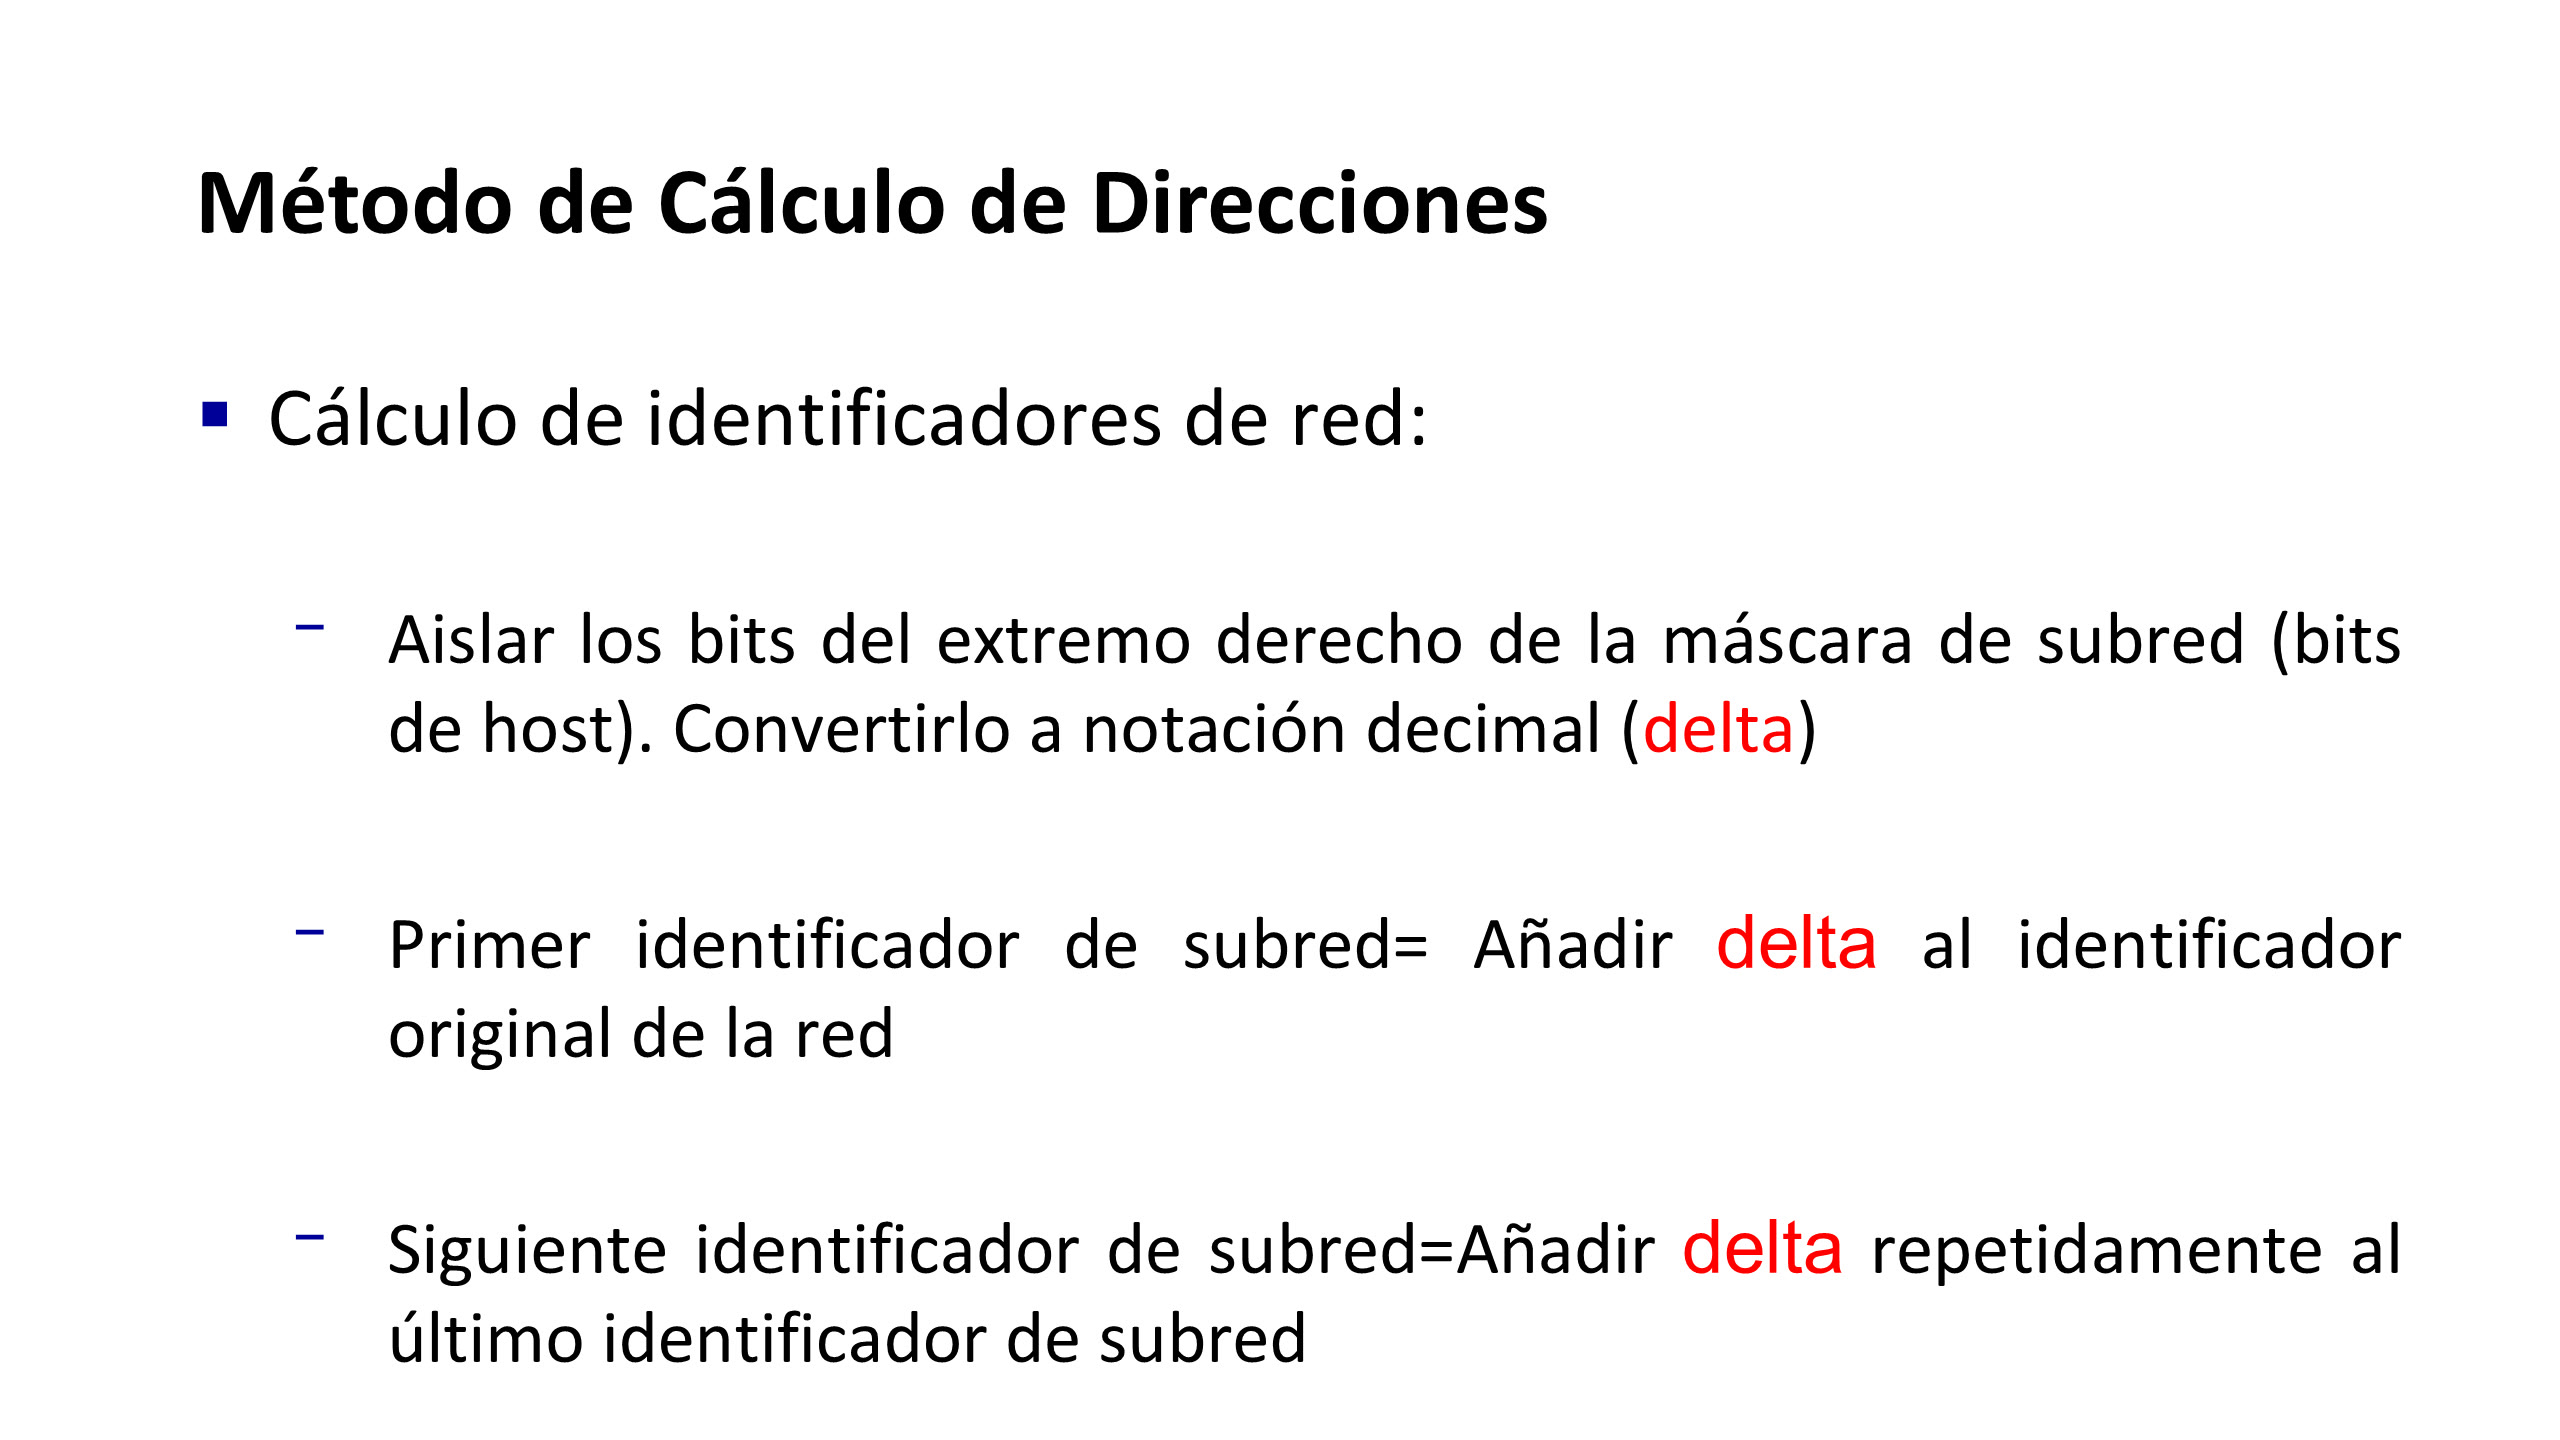 Método de Cálculo de Direcciones
▪ Cálculo de identificadores de red:
– Aislar los bits del extremo derecho de la máscara de subred (bits
de host). Convertirlo a notación decimal (delta)
– Primer identificador de subred= Añadir delta al identificador
original de la red
– Siguiente identificador de subred=Añadir delta repetidamente al
último identificador de subred